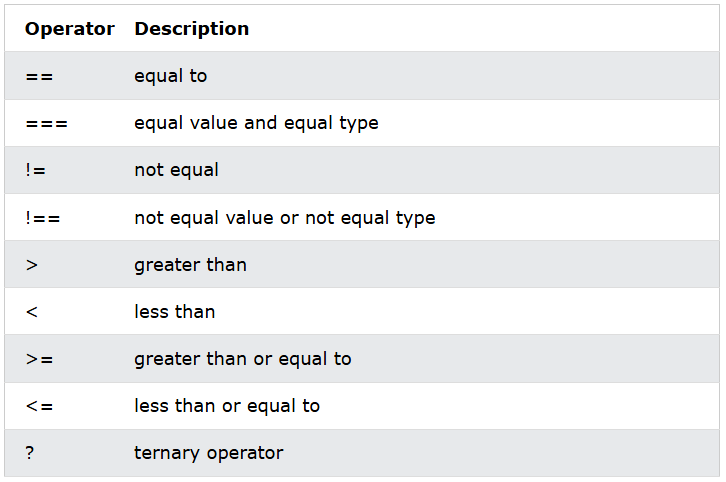 Operator Description
== equal to
=== equal value and equal type
!= not equal
!== not equal value or not equal type
> greater than
< less than
>= greater than or equal to
<= less than or equal to
? ternary operator